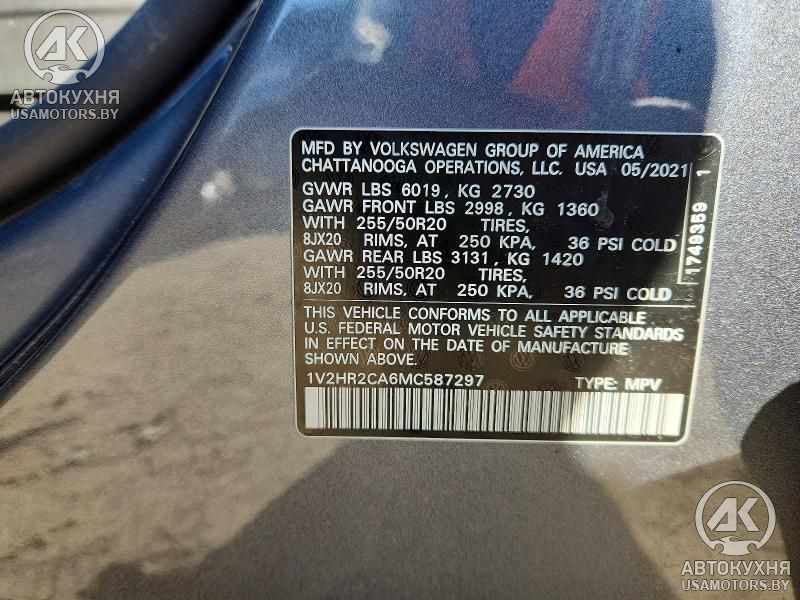 AK
АВТОКУХНЯ
USAMOTORS.BY
MFD BY VOLKSWAGEN GROUP OF AMERICA
CHATTANOOGA OPERATIONS, LLC. USA 05/2021
GVWR LBS 6019, KG 2730
GAWR FRONT LBS 2998, KG 1360
WITH 255/50R20 TIRES,
8JX20 RIMS, AT 250 KPA, 36 PSI COLD
GAWR REAR LBS 3131, KG 1420
WITH 255/50R20 TIRES,
8JX20 RIMS, AT 250 KPA, 36 PSI COLD
THIS VEHICLE CONFORMS TO ALL APPLICABLE
U.S. FEDERAL MOTOR VEHICLE SAFETY STANDARDS
IN EFFECT ON THE DATE OF MANUFACTURE
SHOWN ABOVE.
1V2HR2CA6MC587297 TYPE: MPV
1749359 1
AK
АВТОКУХНЯ
USAMOTORS.BY